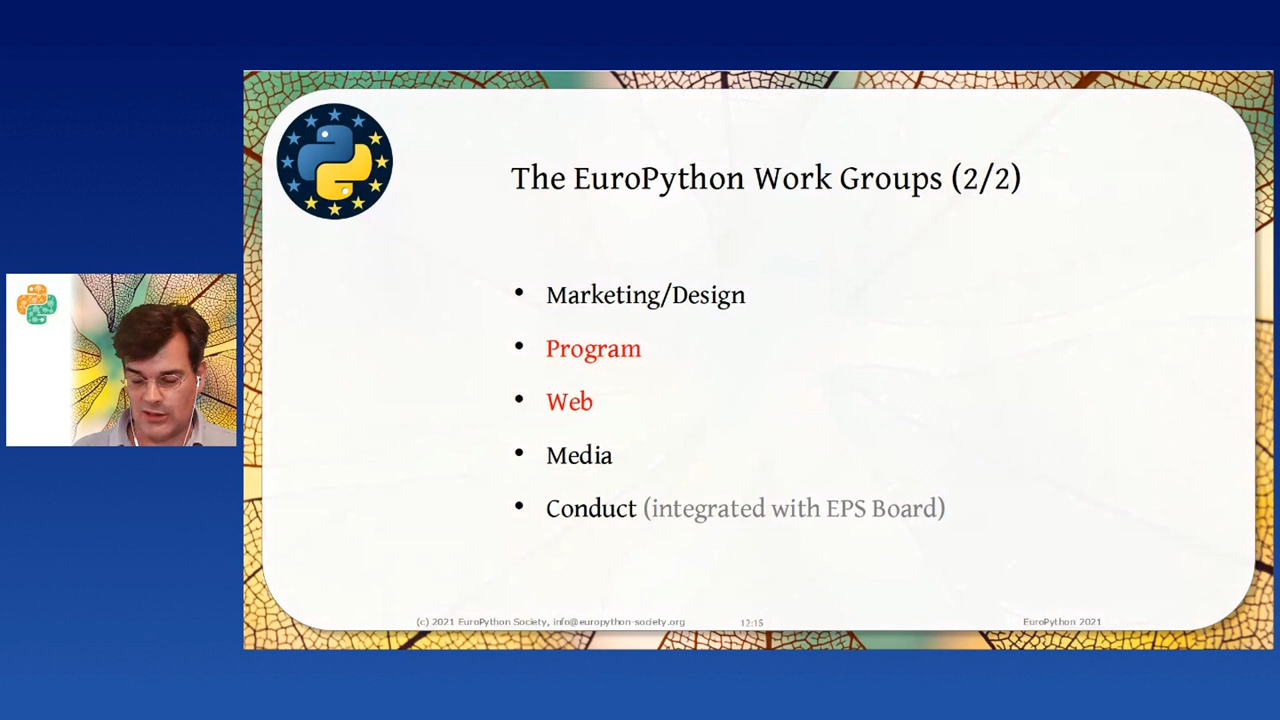 The EuroPython Work Groups (2/2)
• Marketing/Design
• Program
• Web
• Media
• Conduct (integrated with EPS Board)
(c) 2021 EuroPython Society, info@europython-society.org 12:15 EuroPython 2021